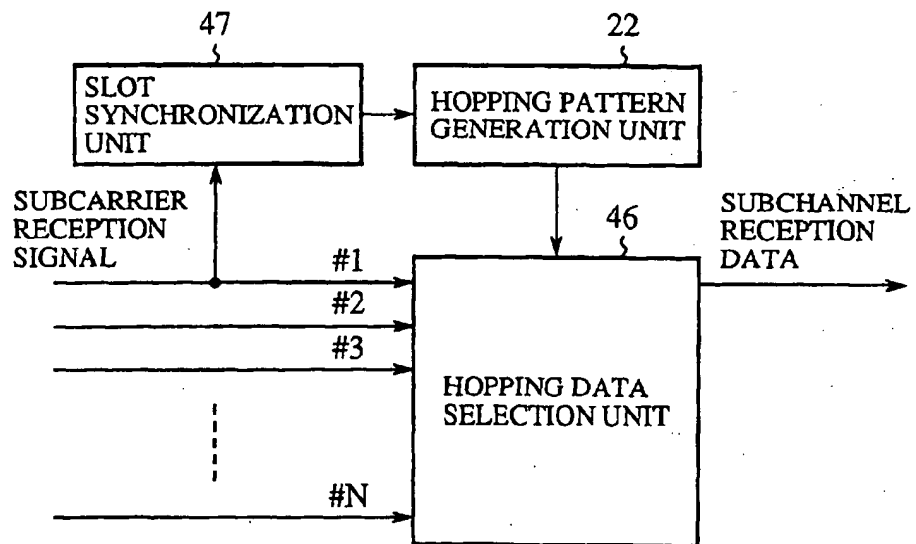 47
22
SLOT
SYNCHRONIZATION
UNIT
HOPPING PATTERN
GENERATION UNIT
SUBCARRIER
RECEPTION
SIGNAL
46
SUBCHANNEL
RECEPTION
DATA
#1
#2
#3
HOPPING DATA
SELECTION UNIT
#N